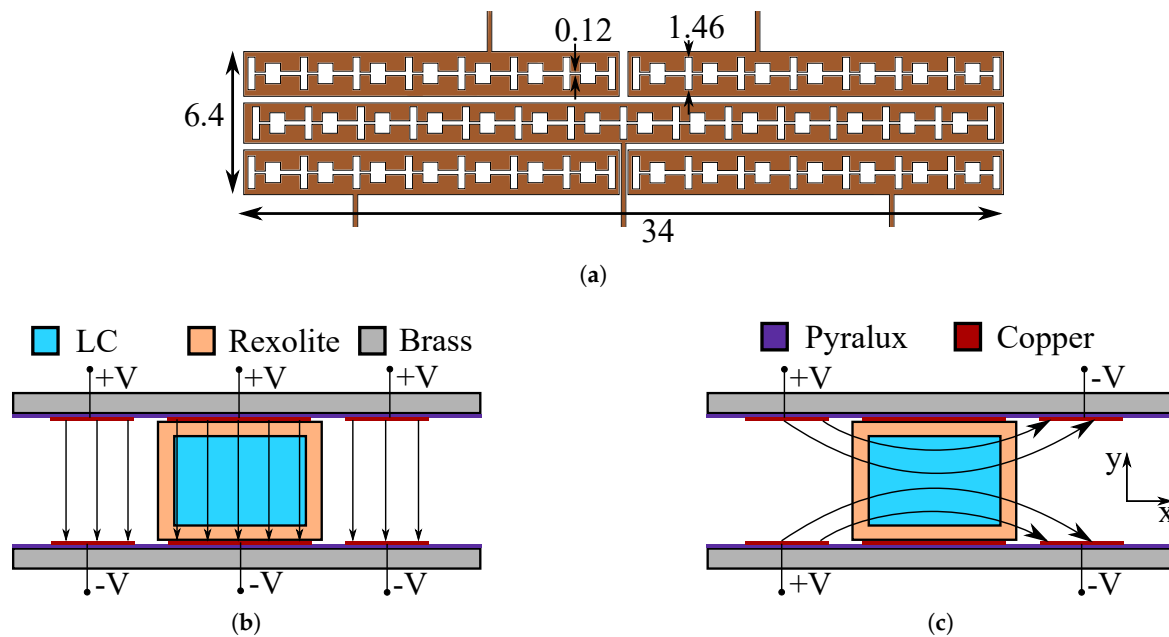 0.12 1.46
6.4
34
(a)
LC Rexolite Brass
Pyralux Copper
+V +V +V
-V -V -V
(b)
+V -V
y
x
+V -V
(c)